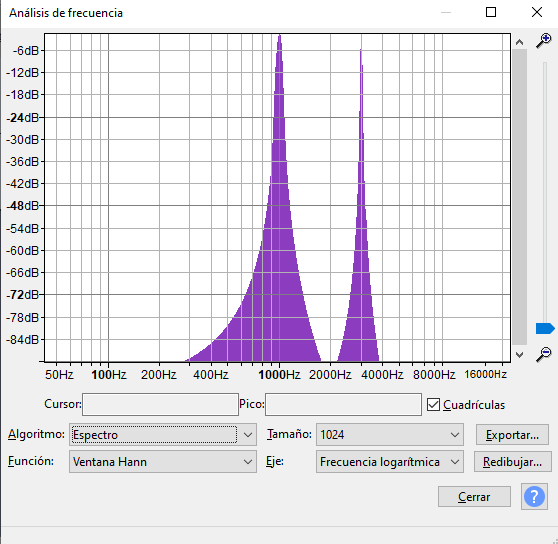 Análisis de frecuencia
-6dB
-12dB
-18dB
-24dB
-30dB
-36dB
-42dB
-48dB
-54dB
-60dB
-66dB
-72dB
-78dB
-84dB
50Hz 100Hz 200Hz 400Hz 1000Hz 2000Hz 4000Hz 8000Hz 16000Hz
Cursor: Pico: Cuadrículas
Algoritmo: Espectro Tamaño: 1024 Exportar...
Función: Ventana Hann Eje: Frecuencia logarítmica Redibujar...
Cerrar ?